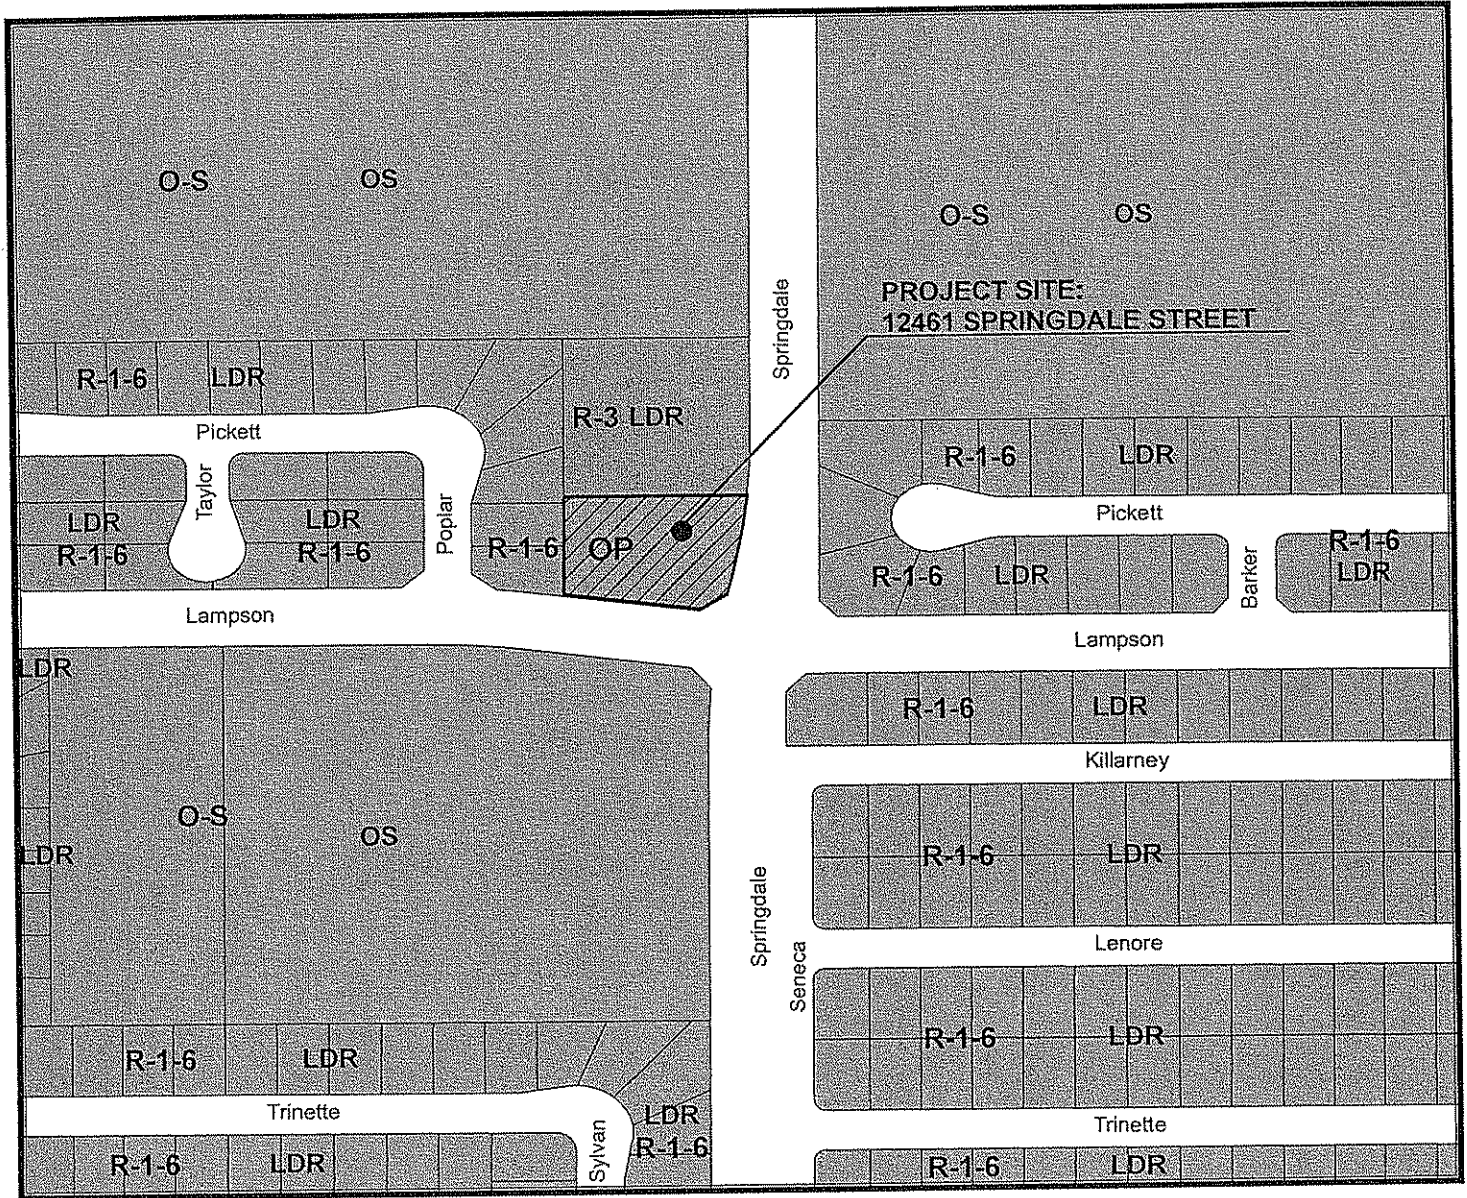 O-S OS
O-S OS
Springdale
PROJECT SITE:
12461 SPRINGDALE STREET
R-1-6 LDR
R-3 LDR
Pickett
R-1-6 LDR
Taylor
Poplar
LDR
R-1-6
LDR
R-1-6
R-1-6
OP
Pickett
R-1-6 LDR
Barker
R-1-6
LDR
Lampson
Lampson
LDR
R-1-6 LDR
Killarney
O-S OS
LDR
R-1-6 LDR
Springdale
Seneca
Lenore
R-1-6 LDR
R-1-6 LDR
Trinette
Sylvan
LDR
R-1-6
Trinette
R-1-6 LDR
R-1-6 LDR